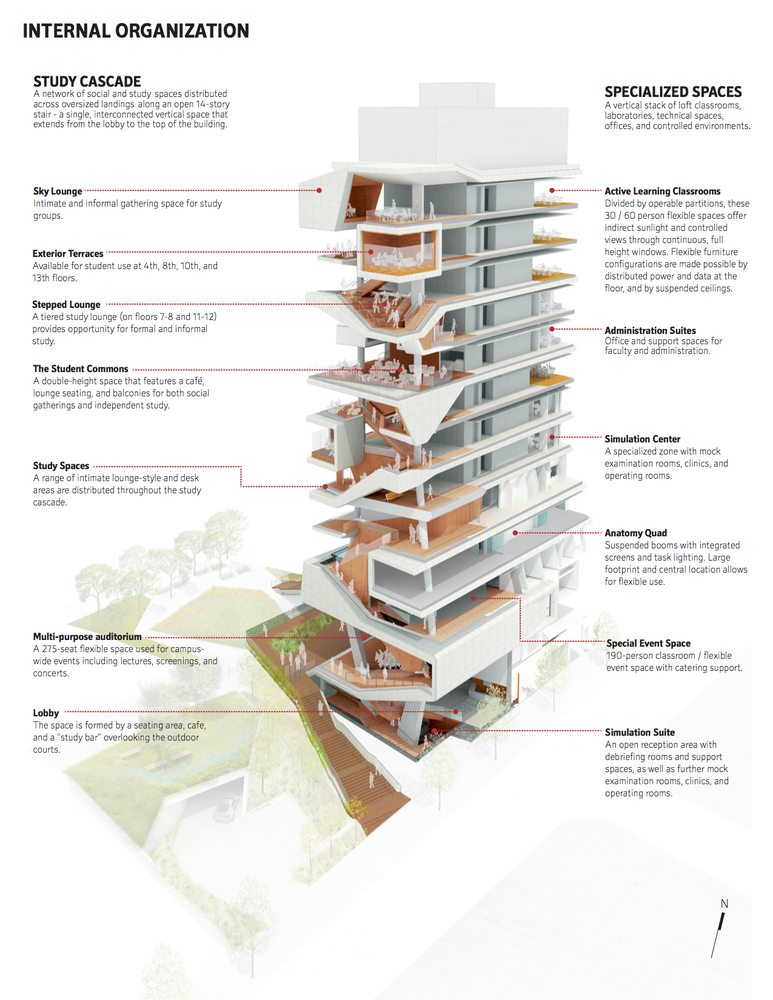 INTERNAL ORGANIZATION
STUDY CASCADE
A network of social and study spaces distributed
across oversized landings along an open 14-story
stair - a single, interconnected vertical space that
extends from the lobby to the top of the building.
Sky Lounge
Intimate and informal gathering space for study
groups.
Exterior Terraces
Available for student use at 4th, 8th, 10th, and
13th floors.
Stepped Lounge
A tiered study lounge (on floors 7-8 and 11-12)
provides opportunity for formal and informal
study.
The Student Commons
A double-height space that features a café,
lounge seating, and balconies for both social
gatherings and independent study.
Study Spaces
A range of intimate lounge-style and desk
areas are distributed throughout the study
cascade.
Multi-purpose auditorium
A 275-seat flexible space used for campus-
wide events including lectures, screenings, and
concerts.
Lobby
The space is formed by a seating area, cafe,
and a "study bar" overlooking the outdoor
courts.
SPECIALIZED SPACES
A vertical stack of loft classrooms,
laboratories, technical spaces,
offices, and controlled environments.
Active Learning Classrooms
Divided by operable partitions, these
30 / 60 person flexible spaces offer
indirect sunlight and controlled
views through continuous, full
height windows. Flexible furniture
configurations are made possible by
distributed power and data at the
floor, and by suspended ceilings.
Administration Suites
Office and support spaces for
faculty and administration.
Simulation Center
A specialized zone with mock
examination rooms, clinics, and
operating rooms.
Anatomy Quad
Suspended booms with integrated
screens and task lighting. Large
footprint and central location allows
for flexible use.
Special Event Space
190-person classroom / flexible
event space with catering support.
Simulation Suite
An open reception area with
debriefing rooms and support
spaces, as well as further mock
examination rooms, clinics, and
operating rooms.
N